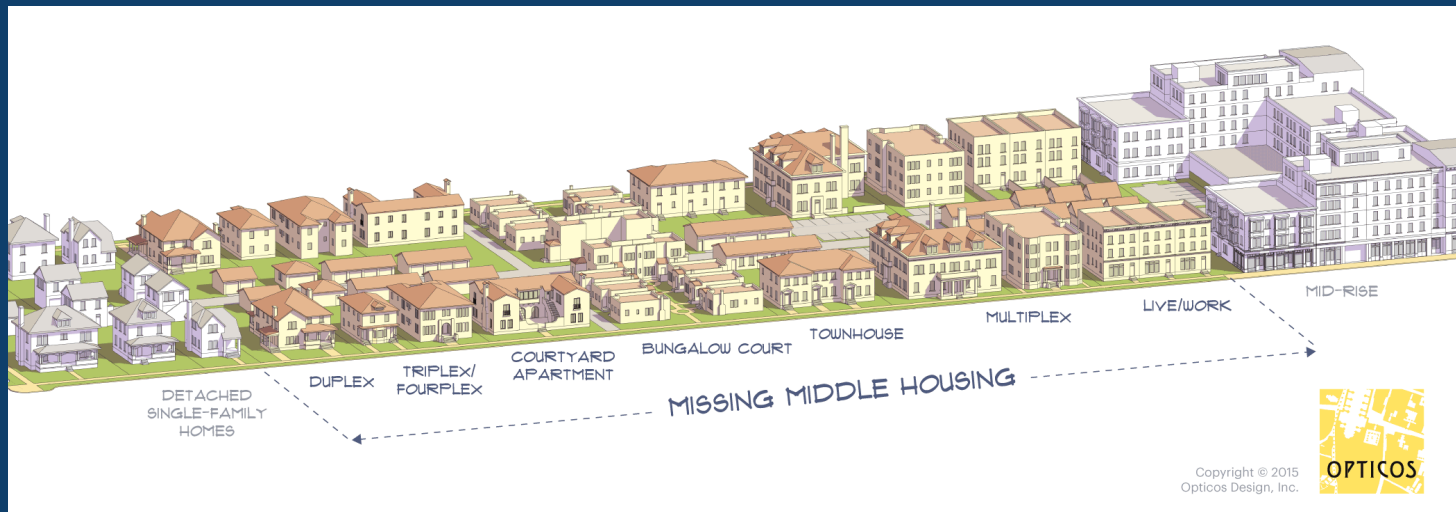 DETACHED
SINGLE-FAMILY
HOMES
DUPLEX
TRIPLEX/
FOURPLEX
COURTYARD
APARTMENT
BUNGALOW COURT
TOWNHOUSE
MULTIPLEX
LIVE/WORK
MID-RISE
MISSING MIDDLE HOUSING
Copyright © 2015
Opticos Design, Inc.
OPTICOS